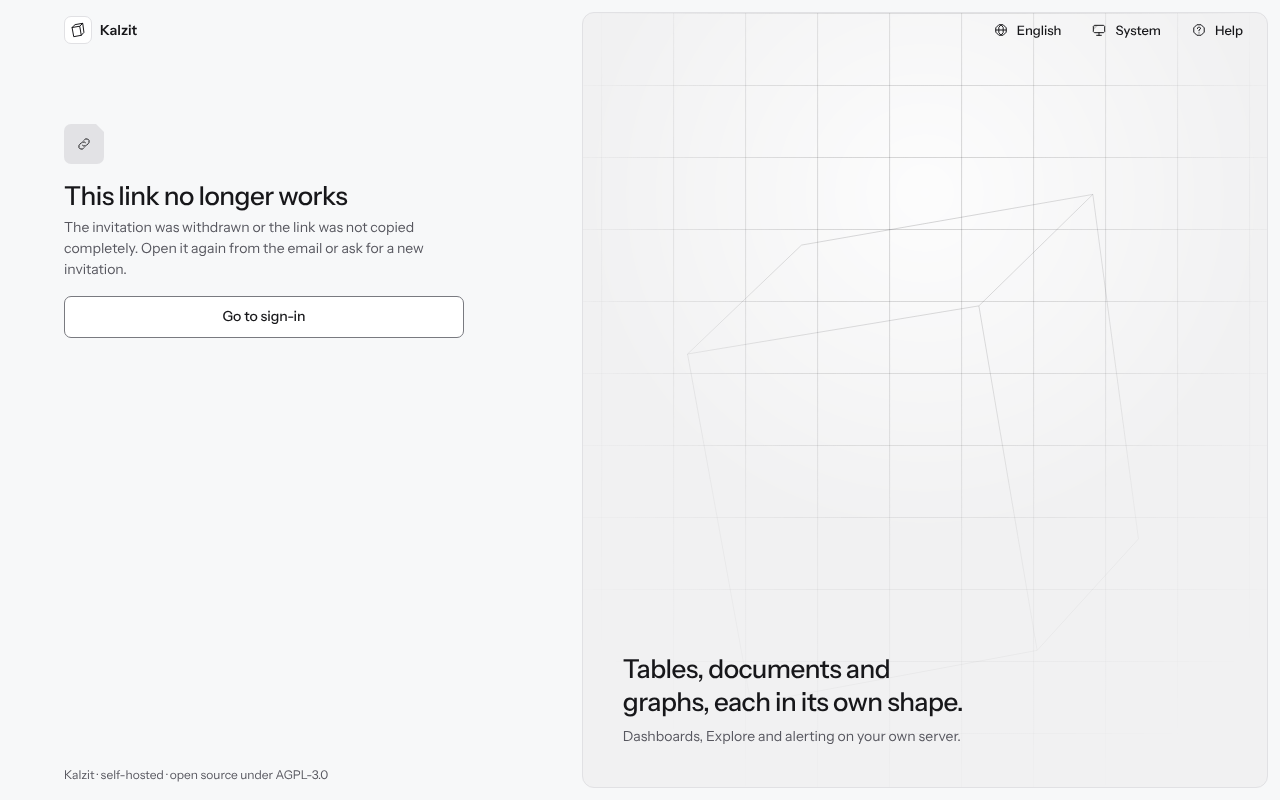 Kalzit
English
System
Help
This link no longer works
The invitation was withdrawn or the link was not copied
completely. Open it again from the email or ask for a new
invitation.
Go to sign-in
Tables, documents and
graphs, each in its own shape.
Dashboards, Explore and alerting on your own server.
Kalzit · self-hosted · open source under AGPL-3.0